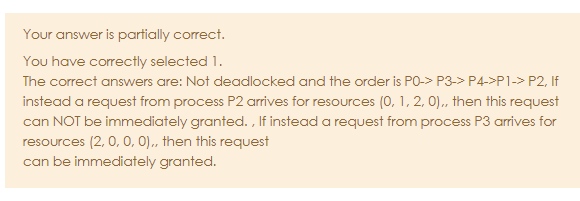 Your answer is partially correct.
You have correctly selected 1.
The correct answers are: Not deadlocked and the order is P0-> P3-> P4->P1-> P2, If
instead a request from process P2 arrives for resources (0, 1, 2, 0),, then this request
can NOT be immediately granted. , If instead a request from process P3 arrives for
resources (2, 0, 0, 0),, then this request
can be immediately granted.